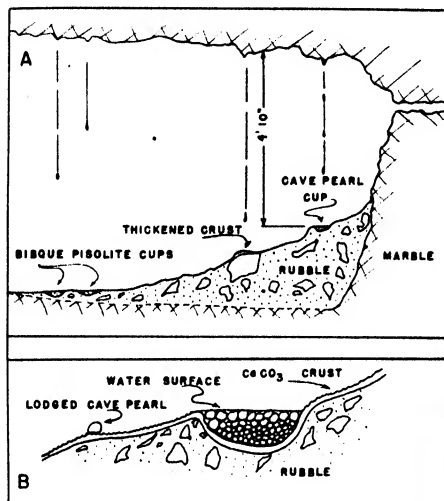 A
4'10"
CAVE PEARL
CUP
THICKENED CRUST
BISQUE PISOLITE CUPS
RUBBLE
MARBLE
CaCO3 CRUST
WATER SURFACE
LODGED CAVE PEARL
RUBBLE
B